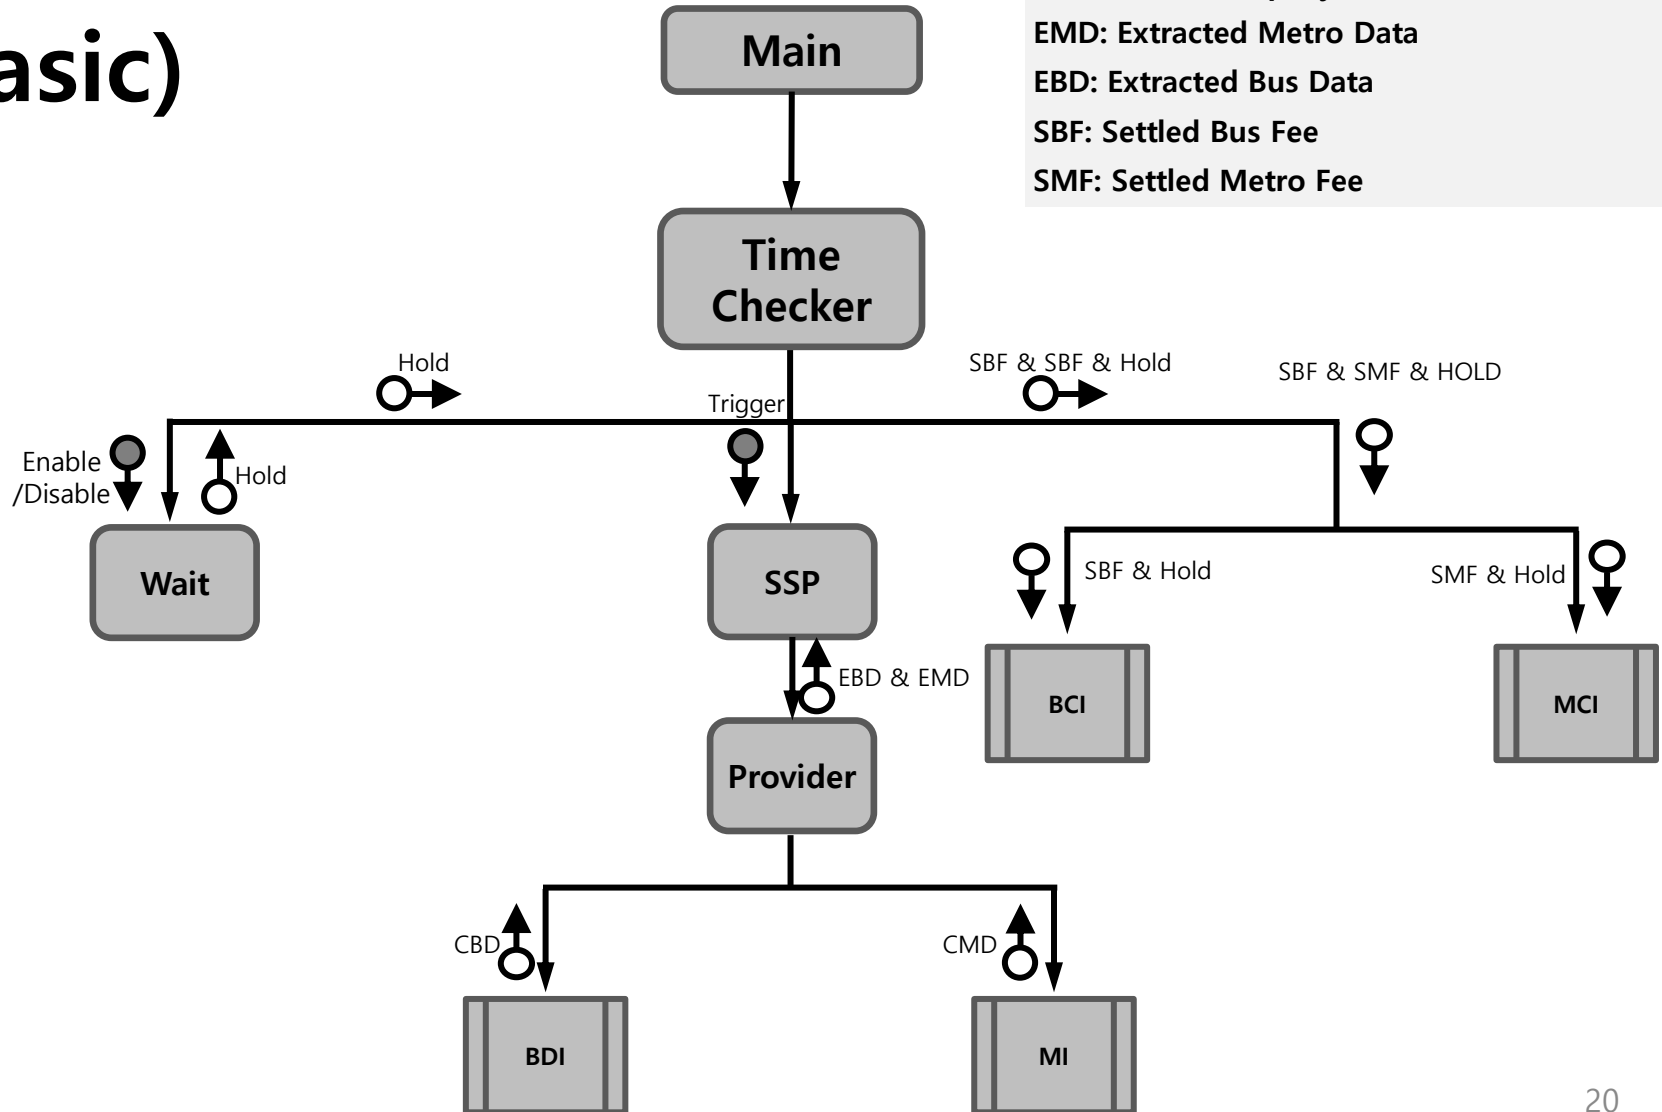 asic)
Main
EMD: Extracted Metro Data
EBD: Extracted Bus Data
SBF: Settled Bus Fee
SMF: Settled Metro Fee
Time
Checker
Hold
SBF & SBF & Hold
SBF & SMF & HOLD
Trigger
Enable
/Disable
Hold
Wait
SSP
SBF & Hold
SMF & Hold
EBD & EMD
BCI
MCI
Provider
CBD
CMD
BDI
MI
20